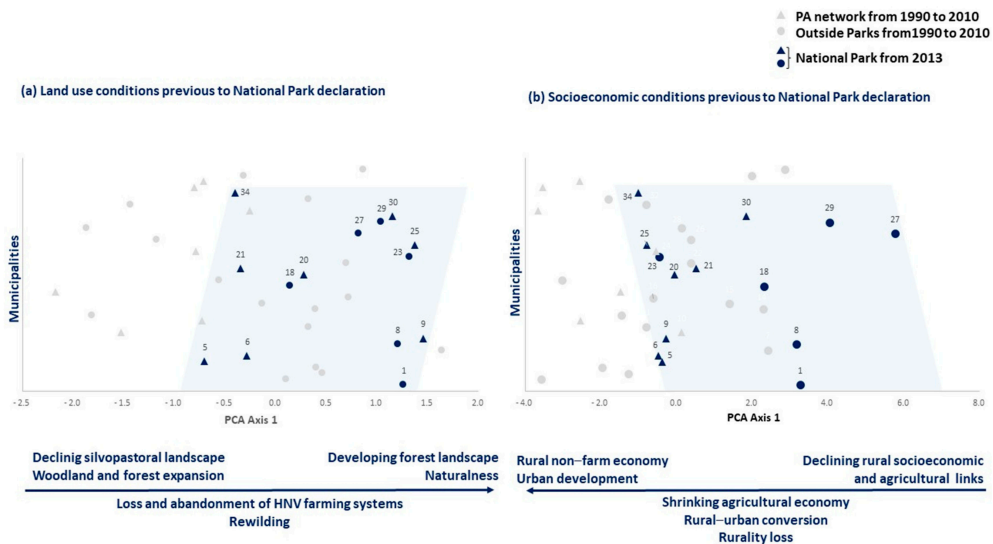 PA network from 1990 to 2010
Outside Parks from1990 to 2010
National Park from 2013
(a) Land use conditions previous to National Park declaration
(b) Socioeconomic conditions previous to National Park declaration
Municipalities
34
30
29
27
25
23
21
20
18
8
9
6
5
1
-2.5 -2.0 -1.5 -1.0 -0.5 0.0 0.5 1.0 1.5 2.0
PCA Axis 1
Municipalities
34
30
29
27
25
23
20
21
18
9
8
6
5
1
-4.0 -2.0 0.0 2.0 4.0 6.0 8.0
PCA Axis 1
Declinig silvopastoral landscape
Woodland and forest expansion
Developing forest landscape
Naturalness
Loss and abandonment of HNV farming systems
Rewilding
Rural non–farm economy
Urban development
Declining rural socioeconomic
and agricultural links
Shrinking agricultural economy
Rural–urban conversion
Rurality loss